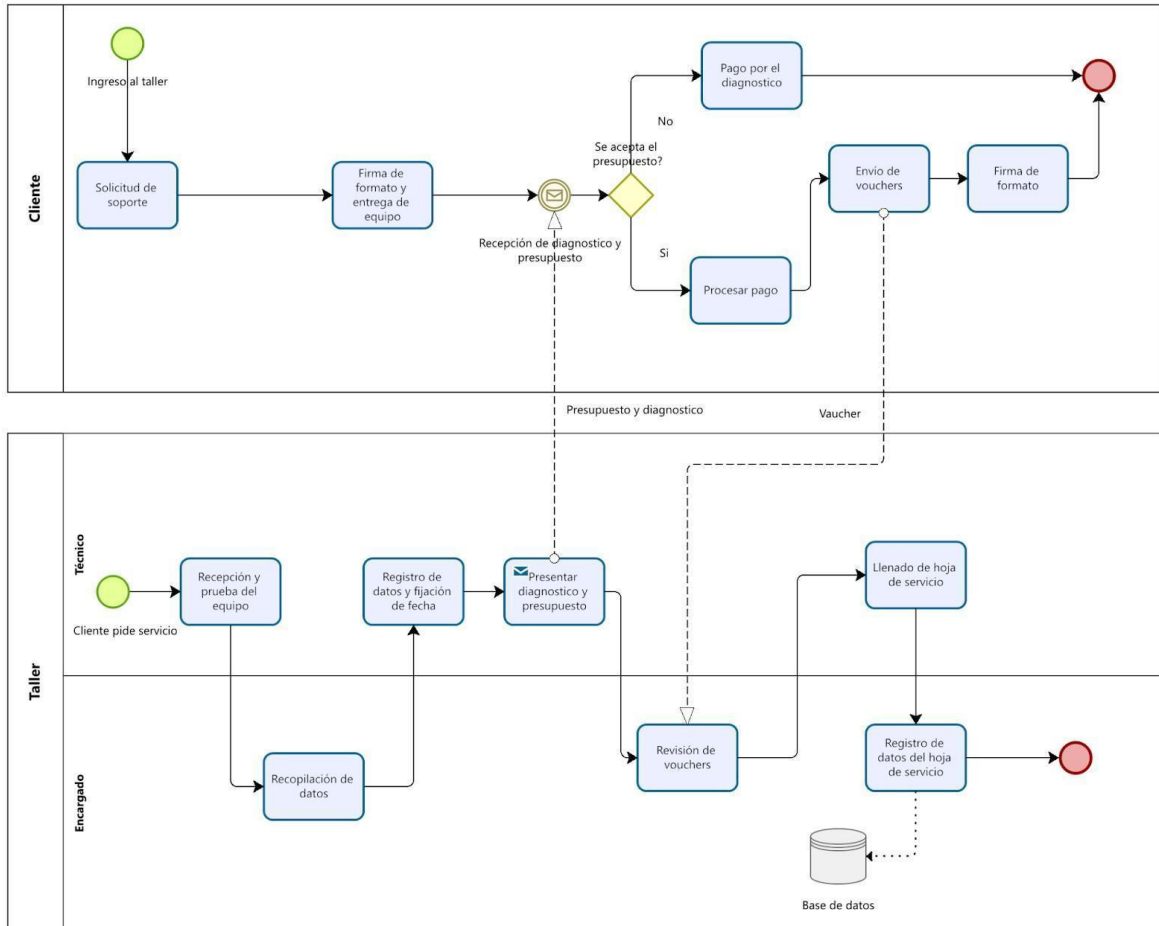 Cliente
Ingreso al taller
Solicitud de
soporte
Firma de
formato y
entrega de
equipo
Recepción de diagnostico y
presupuesto
Se acepta el
presupuesto?
No
Si
Pago por el
diagnostico
Procesar pago
Envío de
vouchers
Firma de
formato
Presupuesto y diagnostico
Vaucher
Taller
Técnico
Cliente pide servicio
Recepción y
prueba del
equipo
Registro de
datos y fijación
de fecha
Presentar
diagnostico y
presupuesto
Llenado de hoja
de servicio
Encargado
Recopilación de
datos
Revisión de
vouchers
Registro de
datos del hoja
de servicio
Base de datos